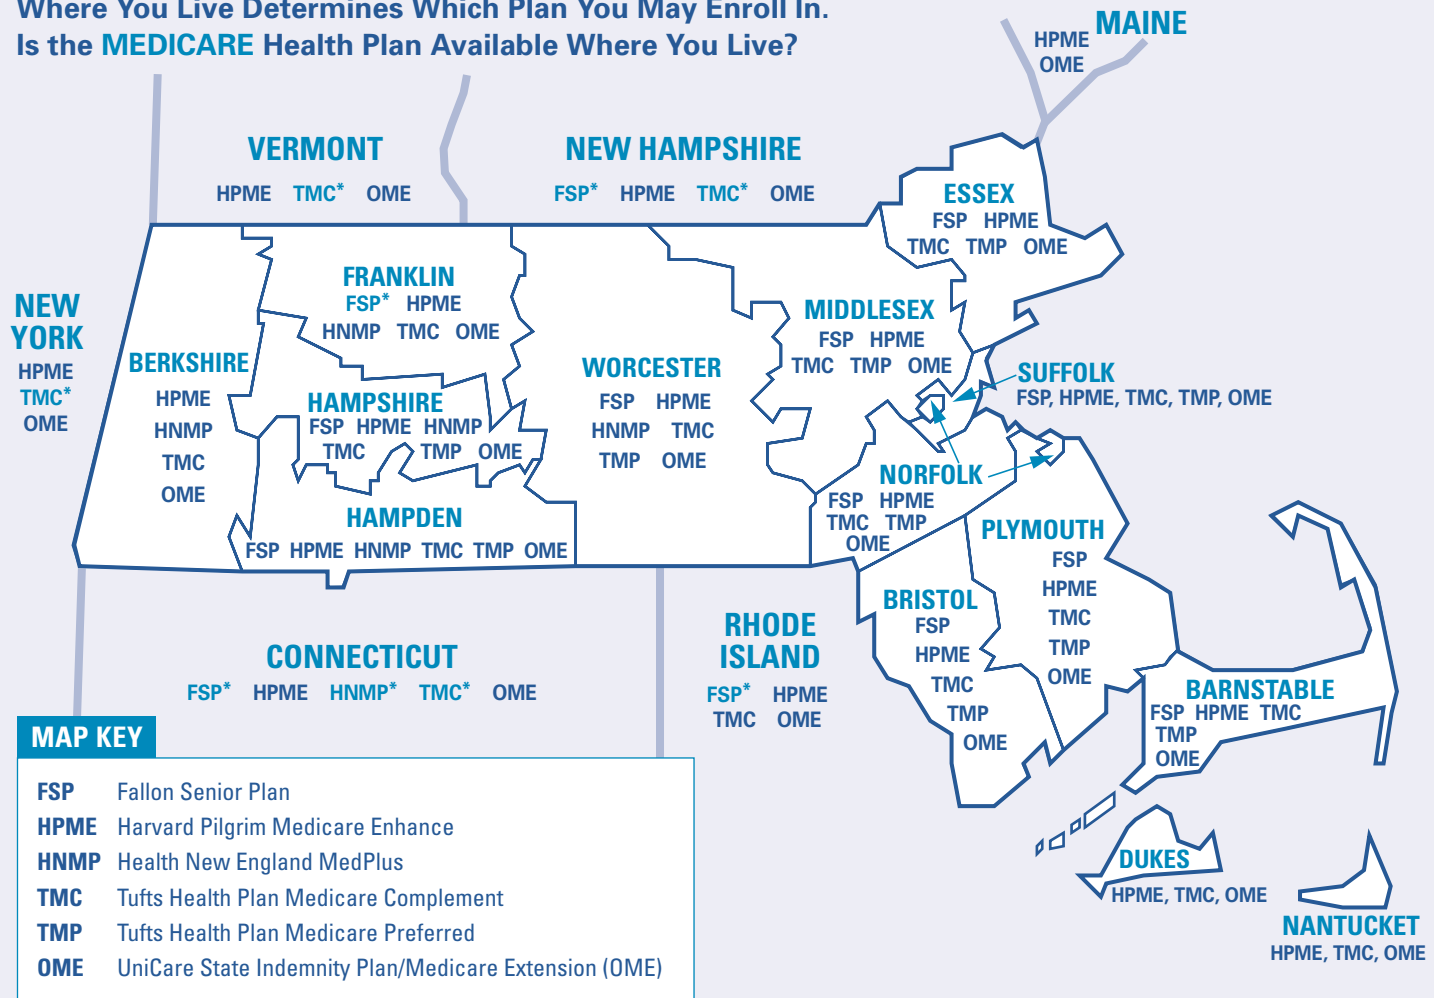 Where You Live Determines Which Plan You May Enroll In.
Is the MEDICARE Health Plan Available Where You Live?
MAINE
HPME
OME
VERMONT
HPME TMC* OME
NEW HAMPSHIRE
FSP* HPME TMC* OME
ESSEX
FSP HPME
TMC TMP OME
NEW
YORK
HPME
TMC*
OME
BERKSHIRE
HPME
HNMP
TMC
OME
FRANKLIN
FSP* HPME
HNMP TMC OME
HAMPSHIRE
FSP HPME HNMP
TMC TMP OME
HAMPDEN
FSP HPME HNMP TMC TMP OME
WORCESTER
FSP HPME
HNMP TMC
TMP OME
MIDDLESEX
FSP HPME
TMC TMP OME
SUFFOLK
FSP, HPME, TMC, TMP, OME
NORFOLK
FSP HPME
TMC TMP
OME
PLYMOUTH
FSP
HPME
TMC
TMP
OME
BRISTOL
FSP
HPME
TMC
TMP
OME
BARNSTABLE
FSP HPME TMC
TMP
OME
DUKES
HPME, TMC, OME
NANTUCKET
HPME, TMC, OME
CONNECTICUT
FSP* HPME HNMP* TMC* OME
RHODE
ISLAND
FSP* HPME
TMC OME
MAP KEY
FSP Fallon Senior Plan
HPME Harvard Pilgrim Medicare Enhance
HNMP Health New England MedPlus
TMC Tufts Health Plan Medicare Complement
TMP Tufts Health Plan Medicare Preferred
OME UniCare State Indemnity Plan/Medicare Extension (OME)